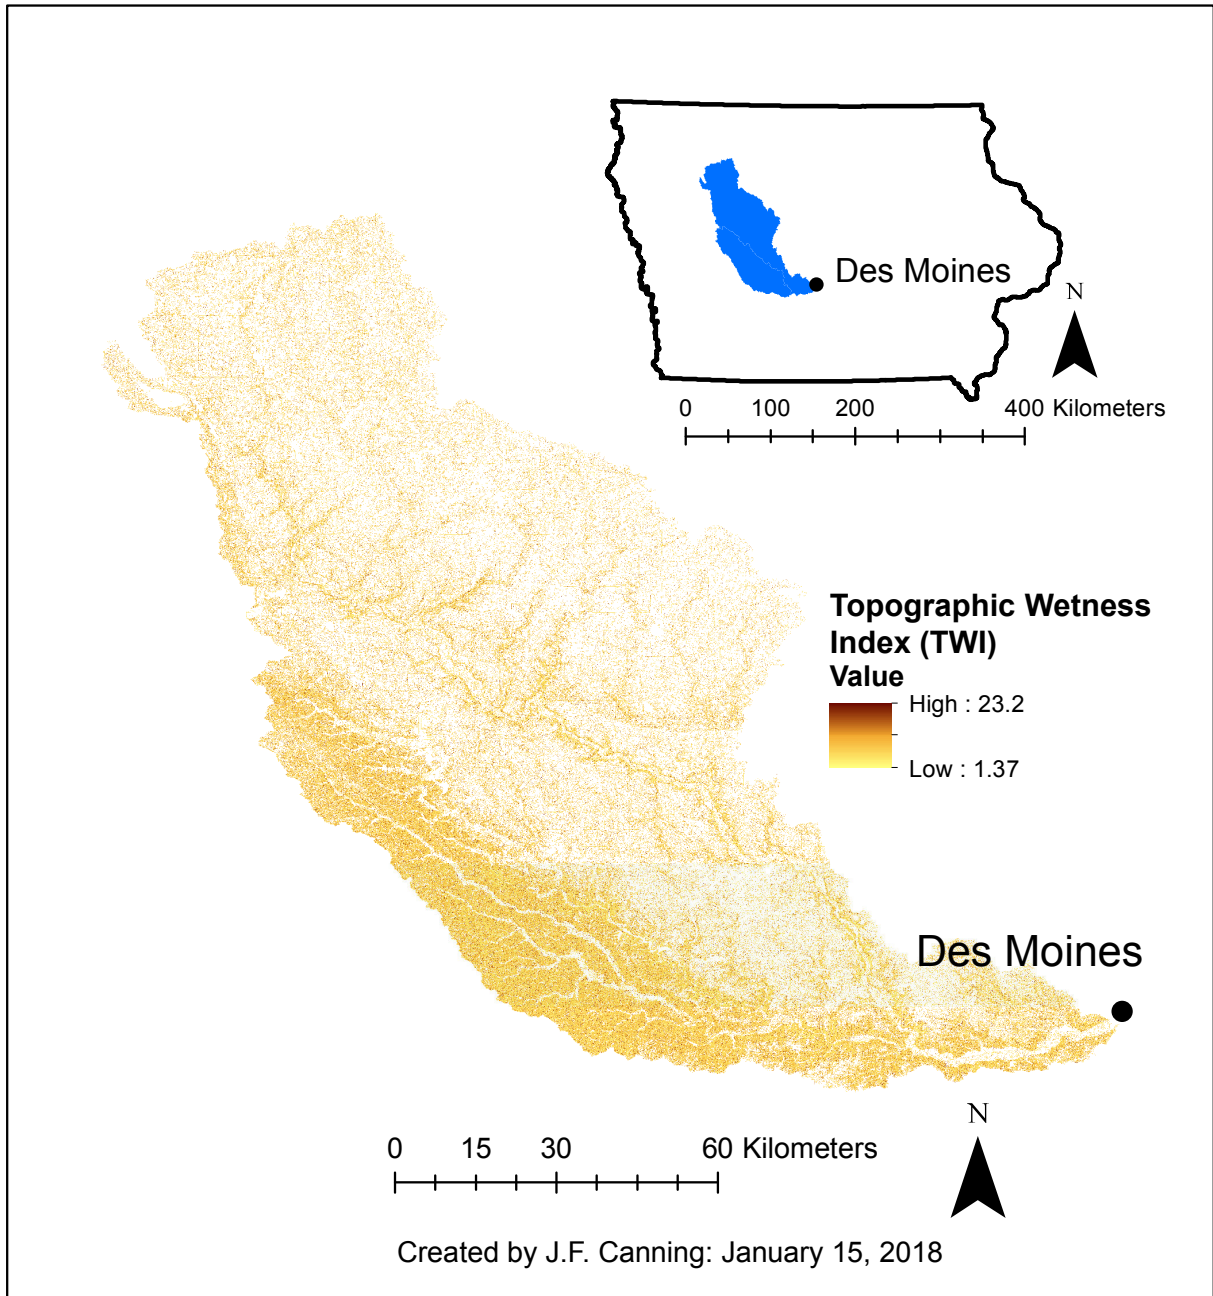 Des Moines
N
0 100 200 400 Kilometers
Topographic Wetness
Index (TWI)
Value
High : 23.2
Low : 1.37
Des Moines
N
0 15 30 60 Kilometers
Created by J.F. Canning: January 15, 2018